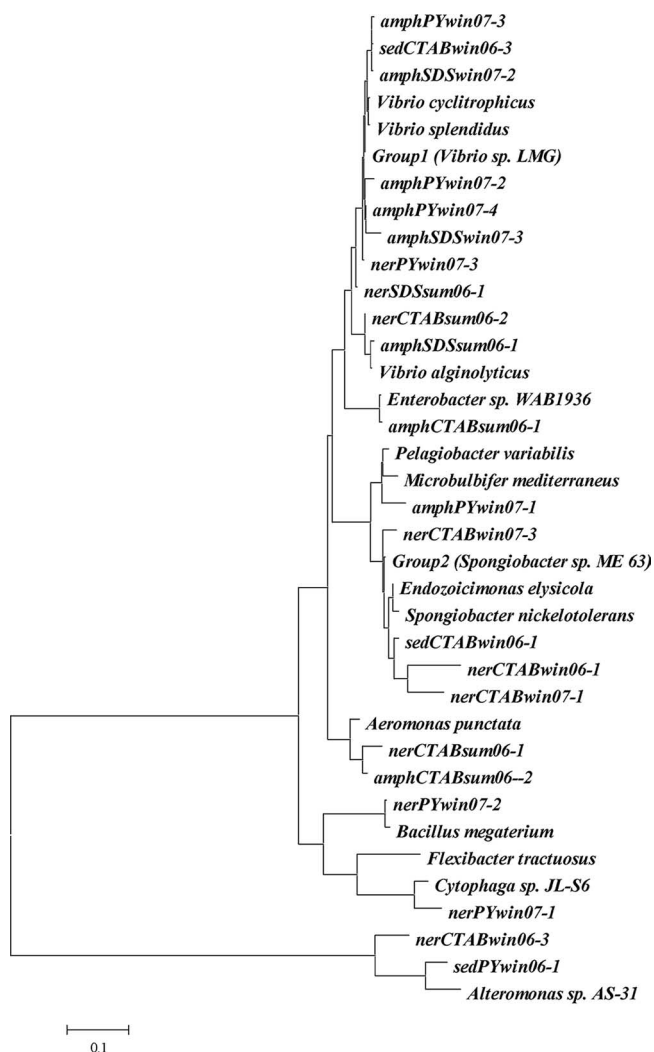 amphPYwin07-3
sedCTABwin06-3
amphSDSwin07-2
Vibrio cyclitrophicus
Vibrio splendidus
Group1 (Vibrio sp. LMG)
amphPYwin07-2
amphPYwin07-4
amphSDSwin07-3
nerPYwin07-3
nerSDSsum06-1
nerCTABsum06-2
amphSDSsum06-1
Vibrio alginolyticus
Enterobacter sp. WAB1936
amphCTABsum06-1
Pelagiobacter variabilis
Microbulbifer mediterraneus
amphPYwin07-1
nerCTABwin07-3
Group2 (Spongiobacter sp. ME 63)
Endozoicimonas elysicola
Spongiobacter nickelotolerans
sedCTABwin06-1
nerCTABwin06-1
nerCTABwin07-1
Aeromonas punctata
nerCTABsum06-1
amphCTABsum06--2
nerPYwin07-2
Bacillus megaterium
Flexibacter tractuosus
Cytophaga sp. JL-S6
nerPYwin07-1
nerCTABwin06-3
sedPYwin06-1
Alteromonas sp. AS-31
0.1